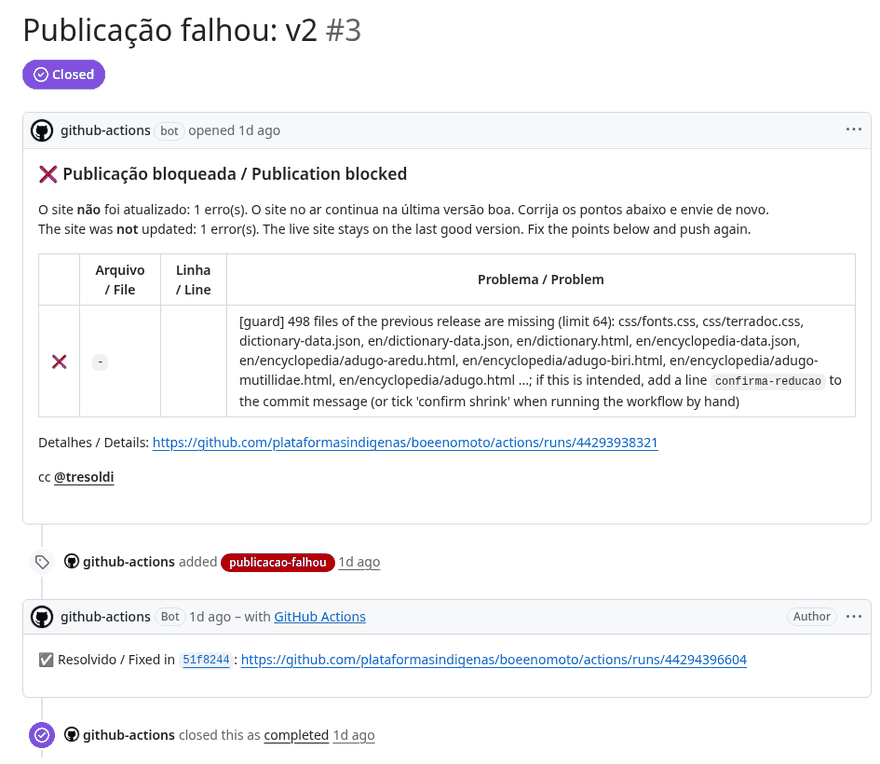 Publicação falhou: v2 #3
Closed
github-actions bot opened 1d ago
❌ Publicação bloqueada / Publication blocked
O site não foi atualizado: 1 erro(s). O site no ar continua na última versão boa. Corrija os pontos abaixo e envie de novo.
The site was not updated: 1 error(s). The live site stays on the last good version. Fix the points below and push again.
Arquivo
/ File
Linha
/ Line
Problema / Problem
❌
-
[guard] 498 files of the previous release are missing (limit 64): css/fonts.css, css/terradoc.css,
dictionary-data.json, en/dictionary-data.json, en/dictionary.html, en/encyclopedia-data.json,
en/encyclopedia/adugo-aredu.html, en/encyclopedia/adugo-biri.html, en/encyclopedia/adugo-
mutillidae.html, en/encyclopedia/adugo.html ...; if this is intended, add a line confirma-reducao to
the commit message (or tick 'confirm shrink' when running the workflow by hand)
Detalhes / Details: https://github.com/plataformasindigenas/boeenomoto/actions/runs/44293938321
cc @tresoldi
github-actions added publicacao-falhou 1d ago
github-actions Bot 1d ago – with GitHub Actions Author
☑ Resolvido / Fixed in 51f8244 : https://github.com/plataformasindigenas/boeenomoto/actions/runs/44294396604
github-actions closed this as completed 1d ago